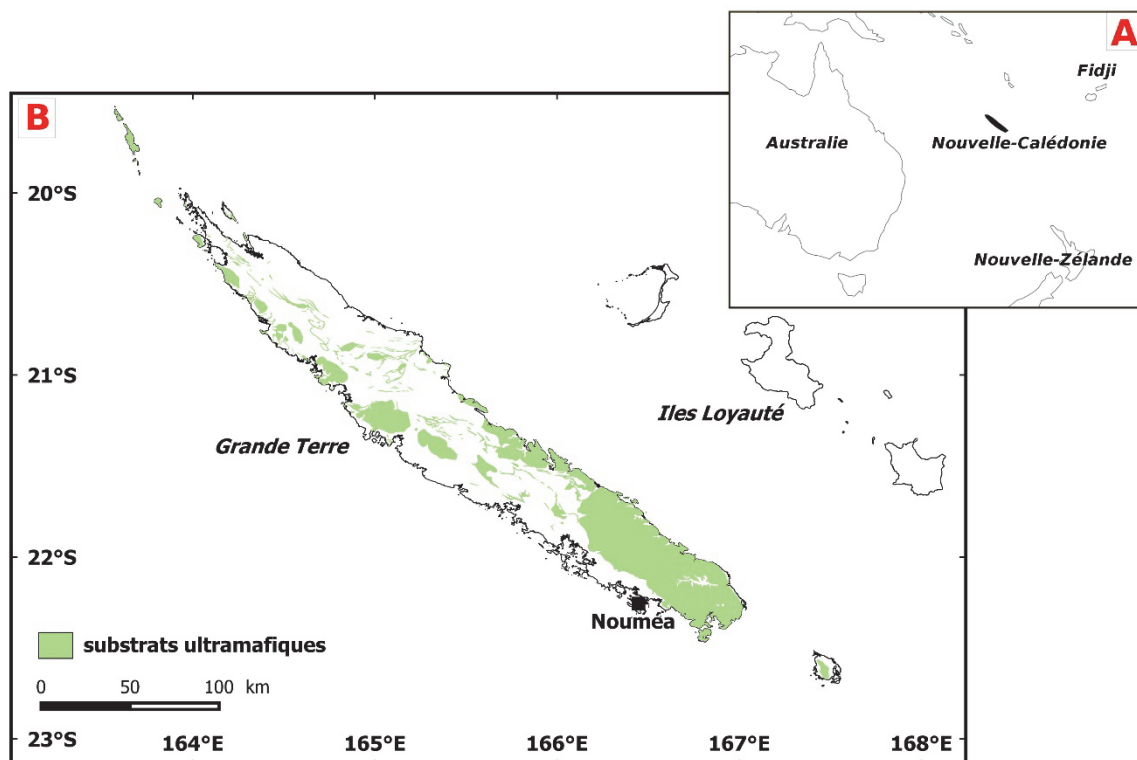 A
Fidji
Australie
Nouvelle-Calédonie
Nouvelle-Zélande
B
20°S
21°S
22°S
23°S
Iles Loyauté
Grande Terre
Nouméa
substrats ultramafiques
0 50 100 km
164°E 165°E 166°E 167°E 168°E